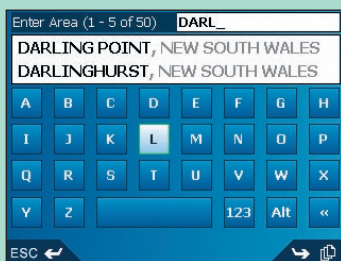 Enter Area (1 - 5 of 50) DARL_
DARLING POINT, NEW SOUTH WALES
DARLINGHURST, NEW SOUTH WALES
A B C D E F G H
I J K L M N O P
Q R S T U V W X
Y Z 123 Alt «
ESC